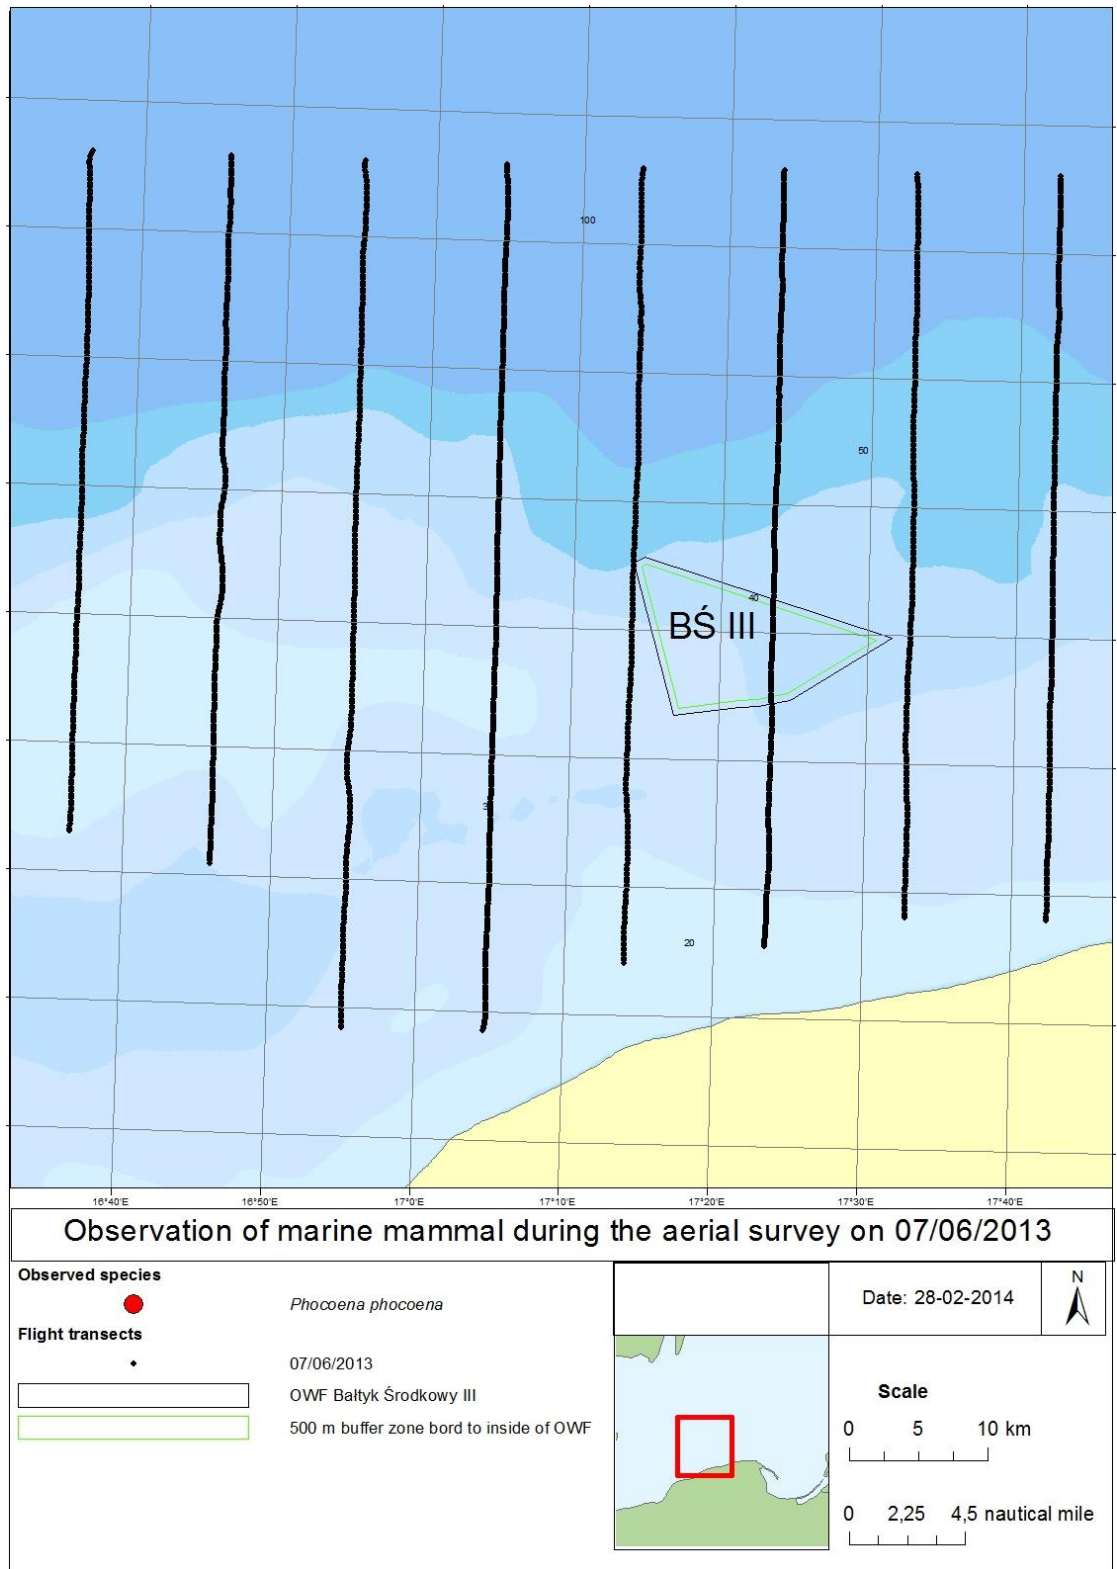 100
50
40
BŚ III
3
20
16°40'E 16°50'E 17°0'E 17°10'E 17°20'E 17°30'E 17°40'E
Observation of marine mammal during the aerial survey on 07/06/2013
Observed species
Phocoena phocoena
Flight transects
07/06/2013
OWF Bałtyk Środkowy III
500 m buffer zone bord to inside of OWF
Date: 28-02-2014
N
Scale
0 5 10 km
0 2,25 4,5 nautical mile